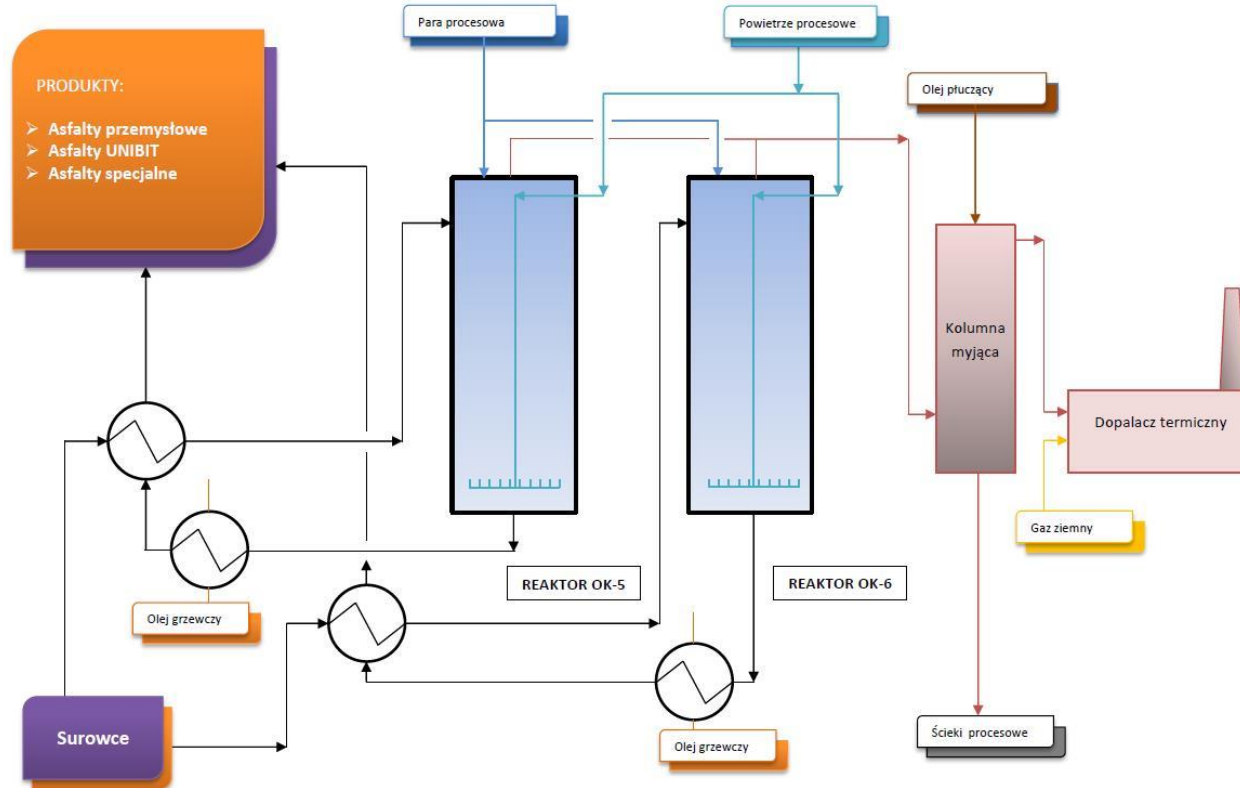 Para procesowa
Powietrze procesowe
PRODUKTY:
Asfalty przemysłowe
Asfalty UNIBIT
Asfalty specjalne
Olej płuczący
Kolumna
myjąca
Dopalacz termiczny
Gaz ziemny
REAKTOR OK-5
REAKTOR OK-6
Olej grzewczy
Surowce
Olej grzewczy
Ścieki procesowe